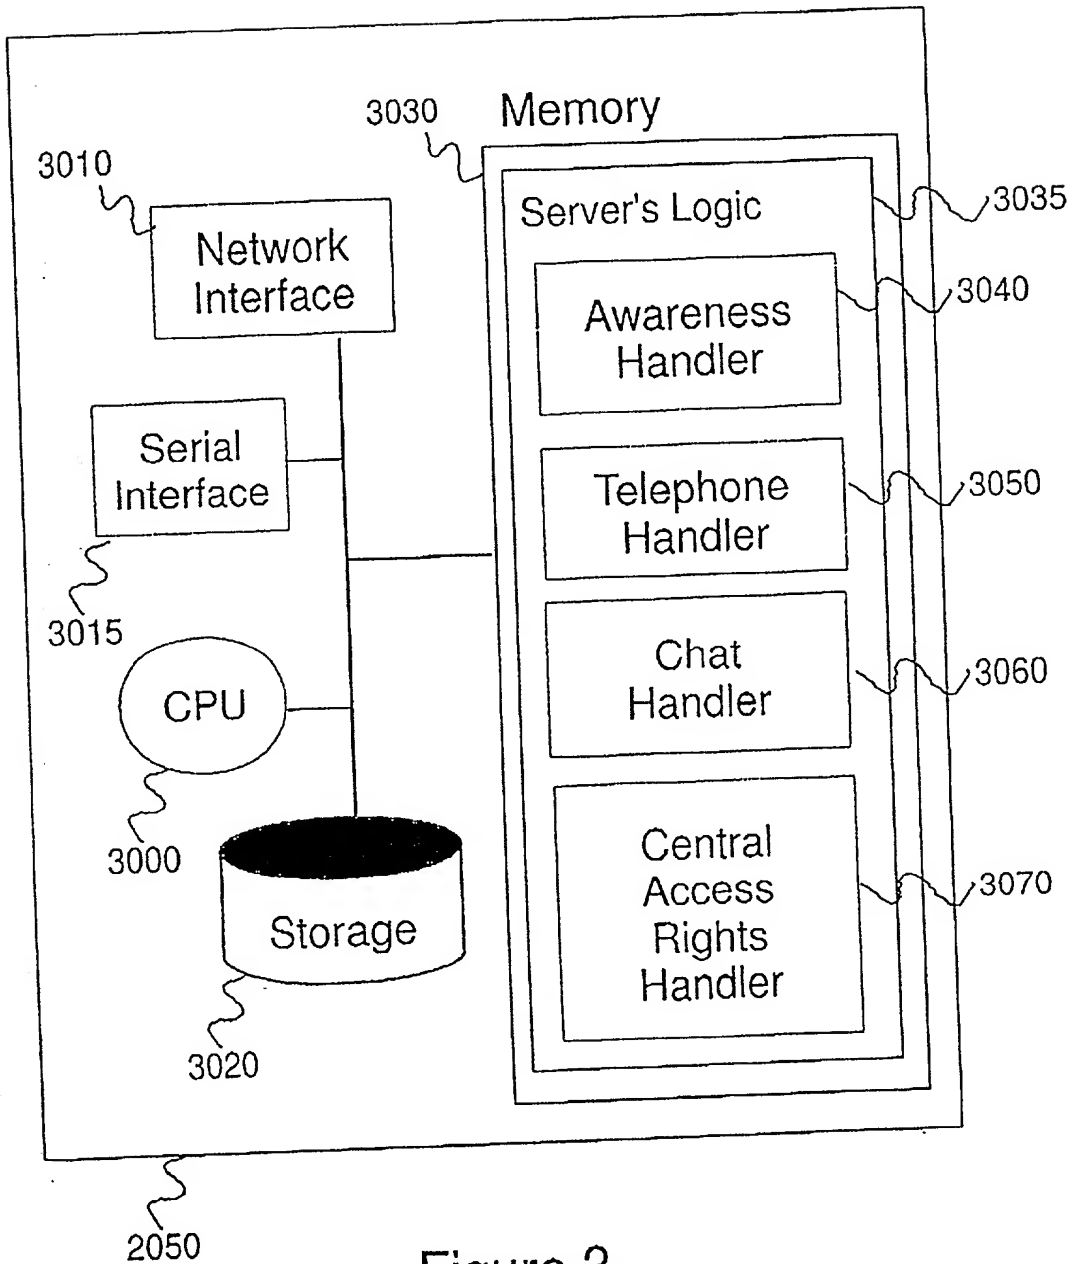 3030
Memory
3010
3035
Server's Logic
Network
Interface
3040
Awareness
Handler
Serial
Interface
3050
Telephone
Handler
3015
3060
Chat
Handler
CPU
3000
3070
Central
Access
Rights
Handler
Storage
3020
2050